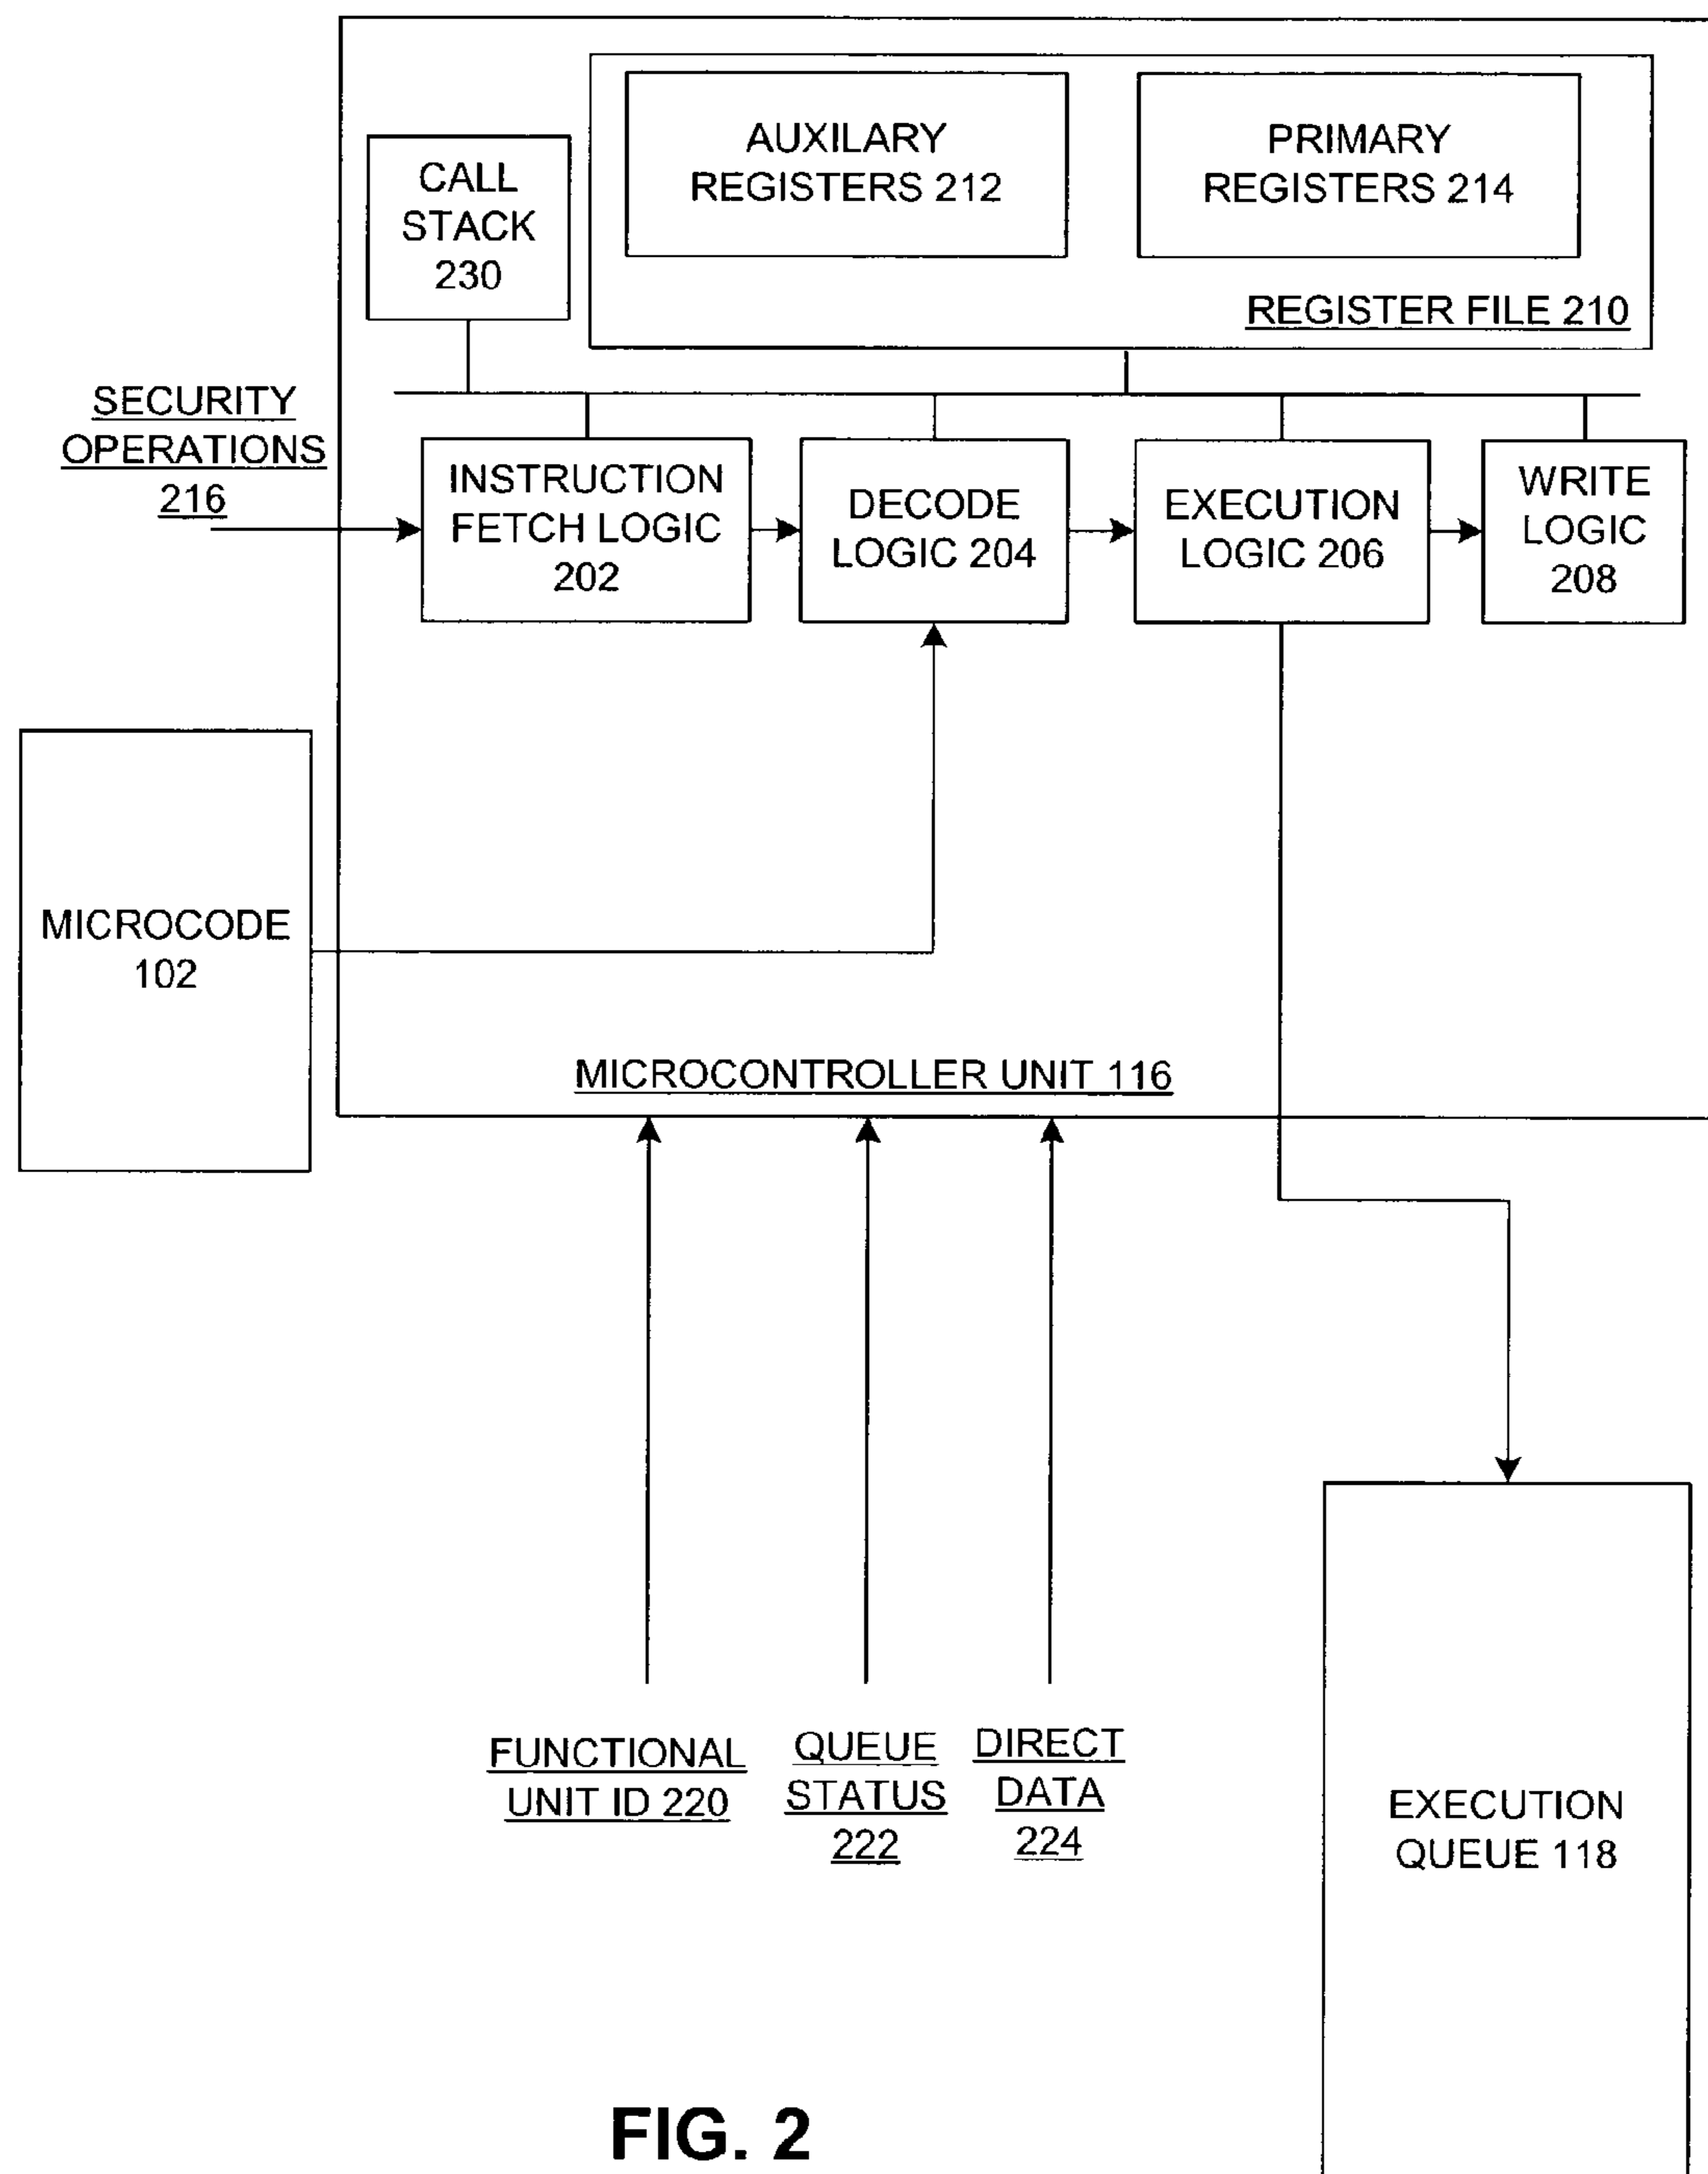 AUXILARY
REGISTERS 212
PRIMARY
REGISTERS 214
CALL
STACK
230
REGISTER FILE 210
SECURITY
OPERATIONS
216
INSTRUCTION
FETCH LOGIC
202
DECODE
LOGIC 204
EXECUTION
LOGIC 206
WRITE
LOGIC
208
MICROCODE
102
MICROCONTROLLER UNIT 116
FUNCTIONAL
UNIT ID 220
QUEUE
STATUS
222
DIRECT
DATA
224
EXECUTION
QUEUE 118
FIG. 2